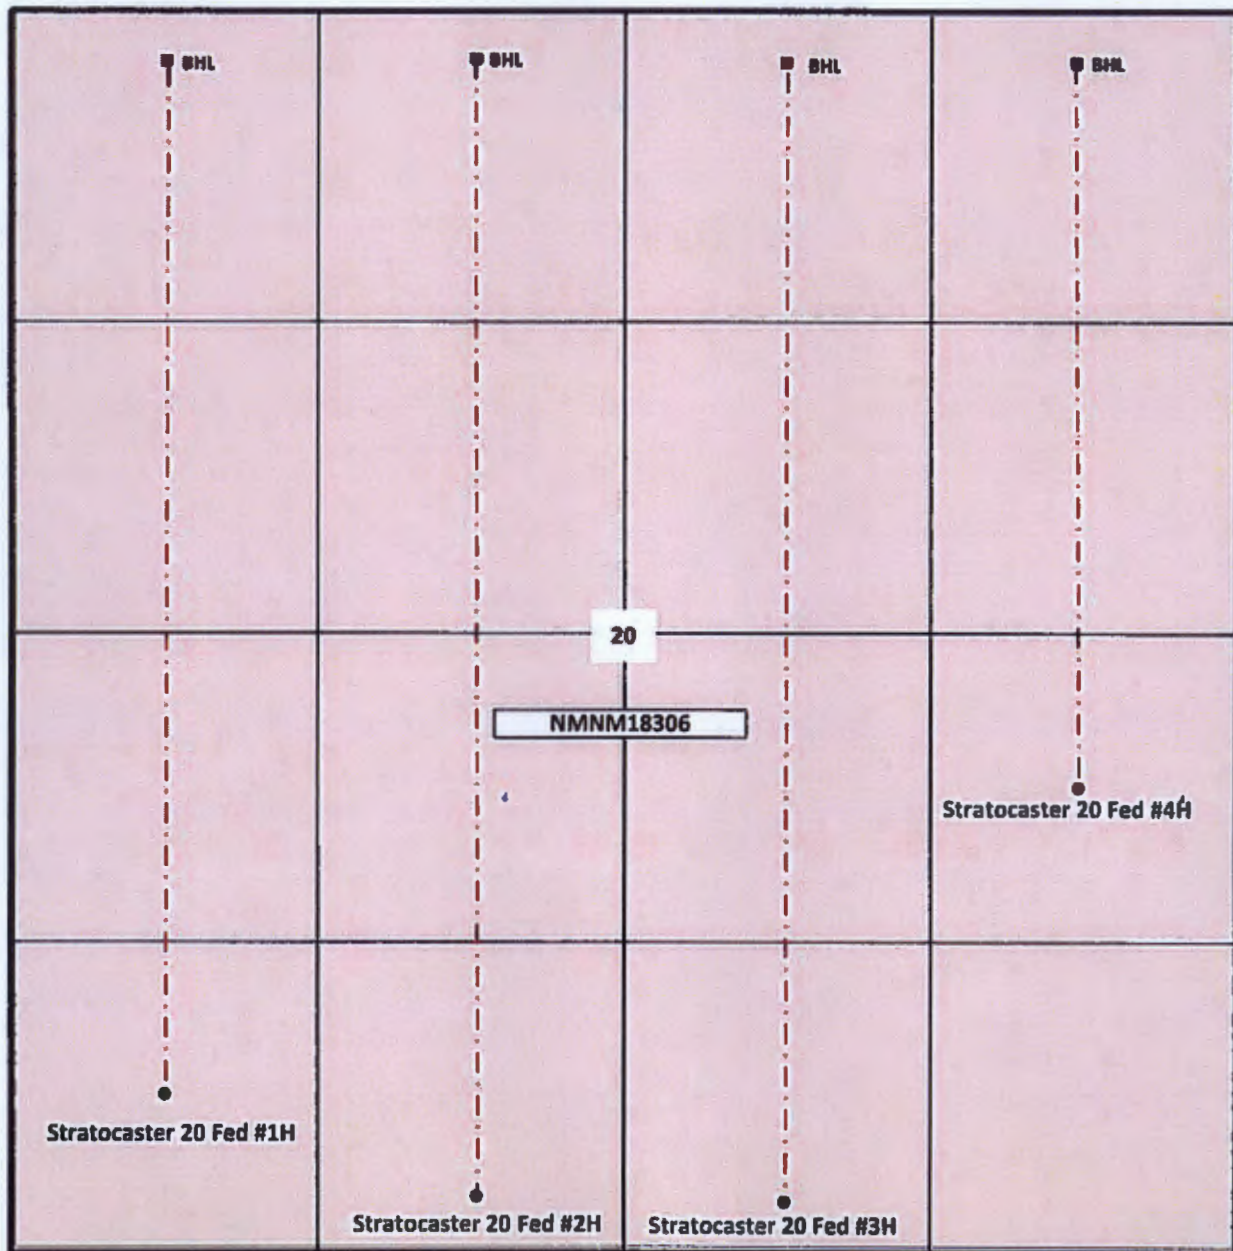 BHL
BHL
BHL
BHL
20
NMNM18306
Stratocaster 20 Fed #4H
Stratocaster 20 Fed #1H
Stratocaster 20 Fed #2H
Stratocaster 20 Fed #3H